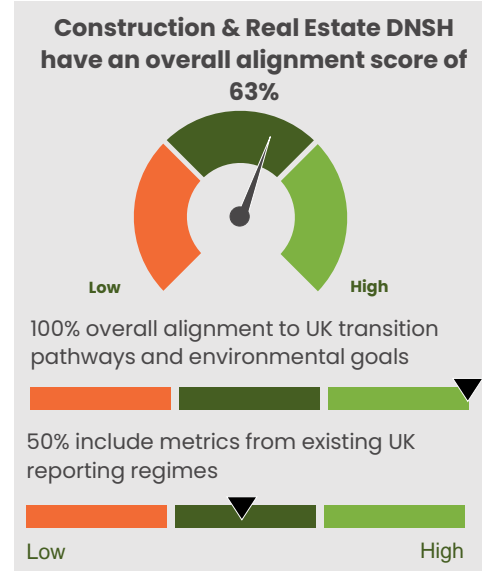 Construction & Real Estate DNSH
have an overall alignment score of
63%
Low
High
100% overall alignment to UK transition
pathways and environmental goals
50% include metrics from existing UK
reporting regimes
Low
High